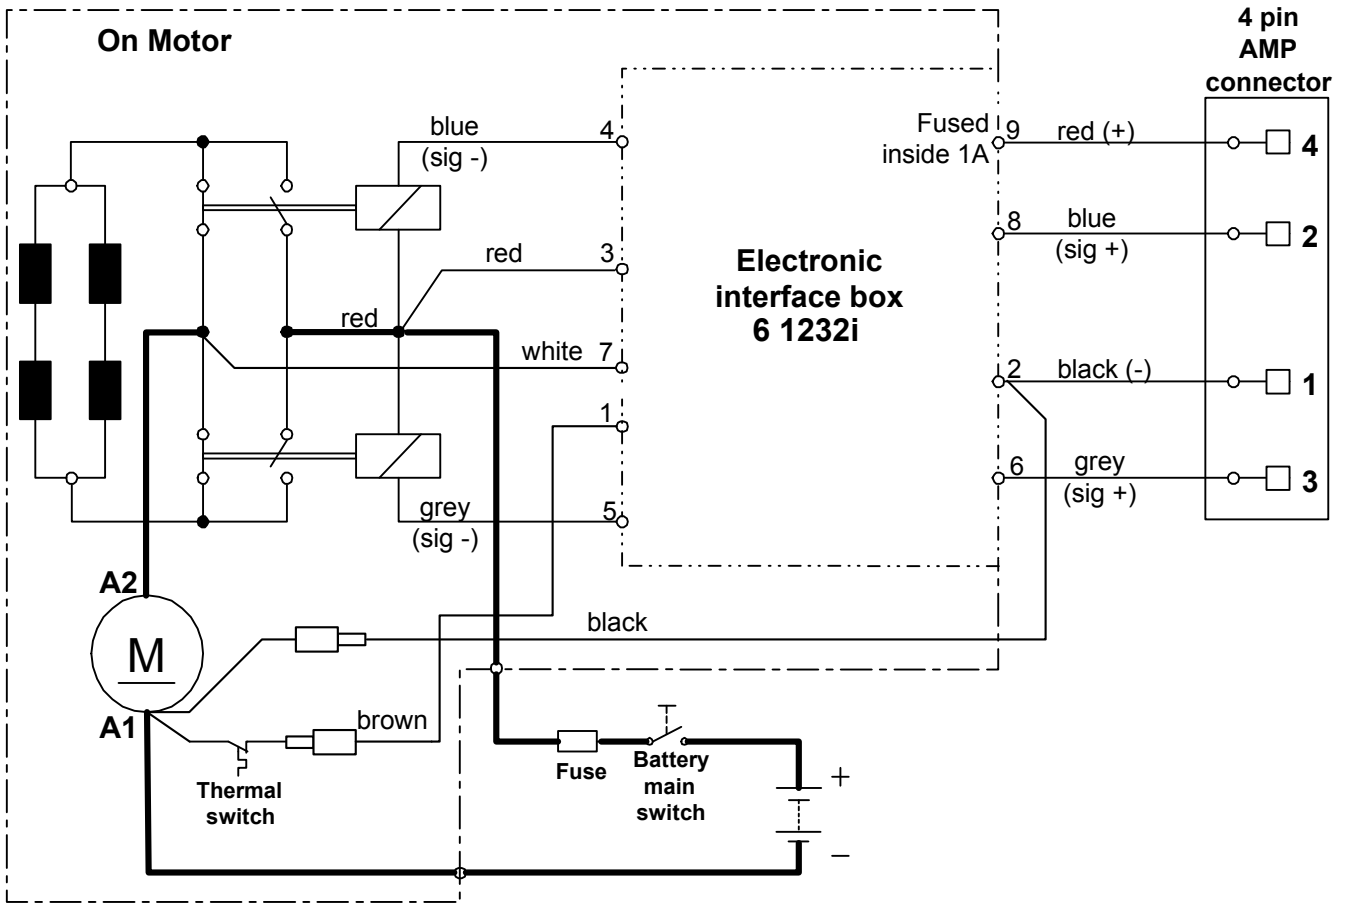 On Motor
4 pin
AMP
connector
blue
(sig -)
4
Fused
inside 1A
9
red (+)
4
8
blue
(sig +)
2
red
3
Electronic
interface box
6 1232i
red
white
7
2
black (-)
1
1
6
grey
(sig +)
3
grey
(sig -)
5
A2
M
A1
black
brown
Thermal
switch
Fuse
Battery
main
switch
+
–